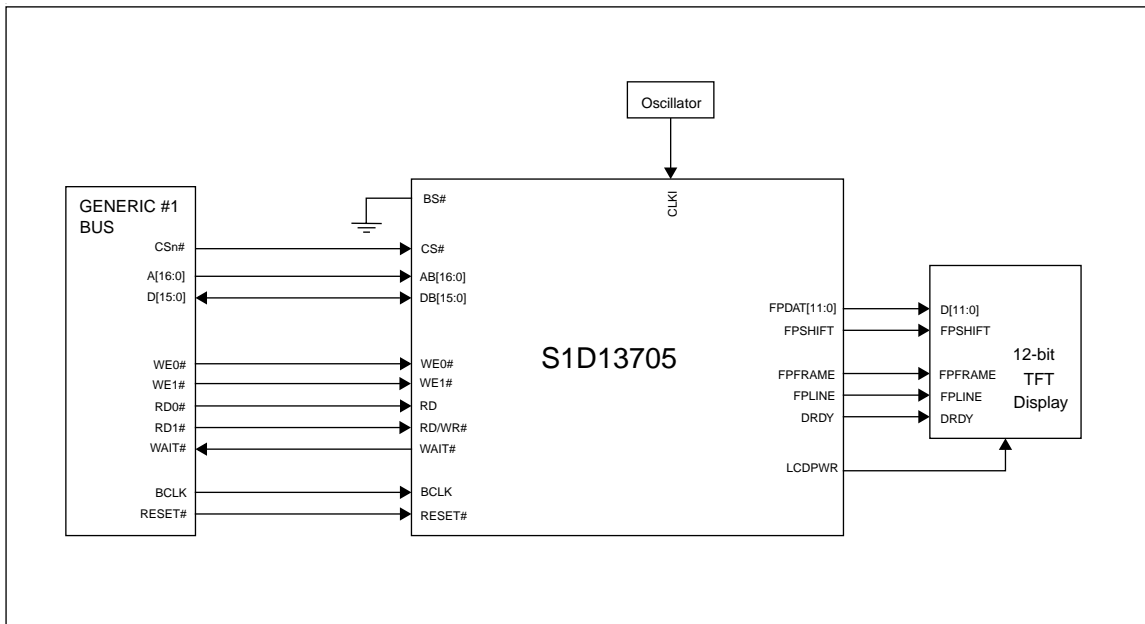 Oscillator
CLKI
GENERIC #1
BUS
CSn#
A[16:0]
D[15:0]
WE0#
WE1#
RD0#
RD1#
WAIT#
BCLK
RESET#
BS#
CS#
AB[16:0]
DB[15:0]
WE0#
WE1#
RD
RD/WR#
WAIT#
BCLK
RESET#
S1D13705
FPDAT[11:0]
FPSHIFT
FPFRAME
FPLINE
DRDY
LCDPWR
D[11:0]
FPSHIFT
FPFRAME
FPLINE
DRDY
12-bit
TFT
Display